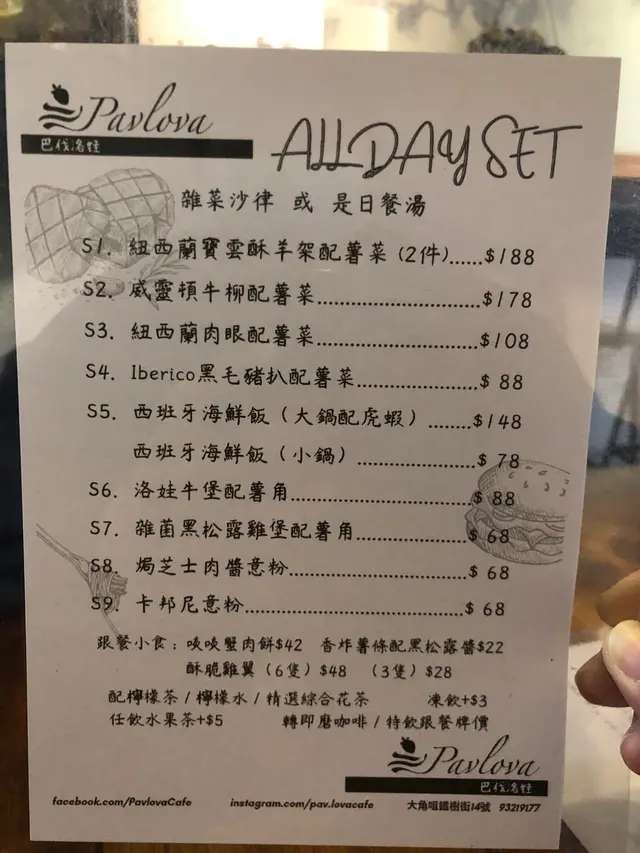 Pavlova
巴伐洛娃
ALL DAY SET
雜菜沙律 或 是日餐湯
S1. 紐西蘭寶雲酥羊架配薯菜 (2件)......$188
S2. 威靈頓牛柳配薯菜..............................$178
S3. 紐西蘭肉眼配薯菜..............................$108
S4. Iberico黑毛豬扒配薯菜......................$ 88
S5. 西班牙海鮮飯（大鍋配虎蝦）........$148
西班牙海鮮飯（小鍋）......................$ 78
S6. 洛娃牛堡配薯角..................................$ 88
S7. 雜菌黑松露雞堡配薯角.....................$ 68
S8. 焗芝士肉醬意粉..................................$ 68
S9. 卡邦尼意粉..........................................$ 68
跟餐小食：啖啖蟹肉餅$42 香炸薯條配黑松露醬$22
酥脆雞翼（6隻）$48 （3隻）$28
配檸檬茶 / 檸檬水 / 精選綜合花茶 凍飲+$3
任飲水果茶+$5 轉即磨咖啡 / 特飲跟餐牌價
Pavlova
巴伐洛娃
facebook.com/PavlovaCafe instagram.com/pav.lovacafe 大角咀鐵樹街14號 93219177